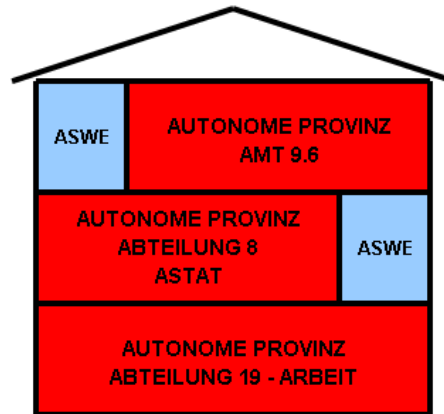 ASWE
AUTONOME PROVINZ
AMT 9.6
AUTONOME PROVINZ
ABTEILUNG 8
ASTAT
ASWE
AUTONOME PROVINZ
ABTEILUNG 19 - ARBEIT